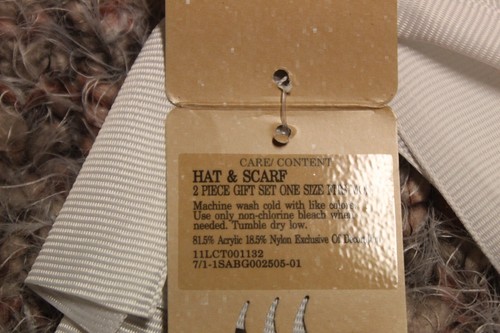 CARE/ CONTENT
HAT & SCARF
2 PIECE GIFT SET ONE SIZE
Machine wash cold with like colors
Use only non-chlorine bleach when
needed. Tumble dry low.
81.5% Acrylic 18.5% Nylon Exclusive Of
11LCT001132
7/1-1SABG002505-01